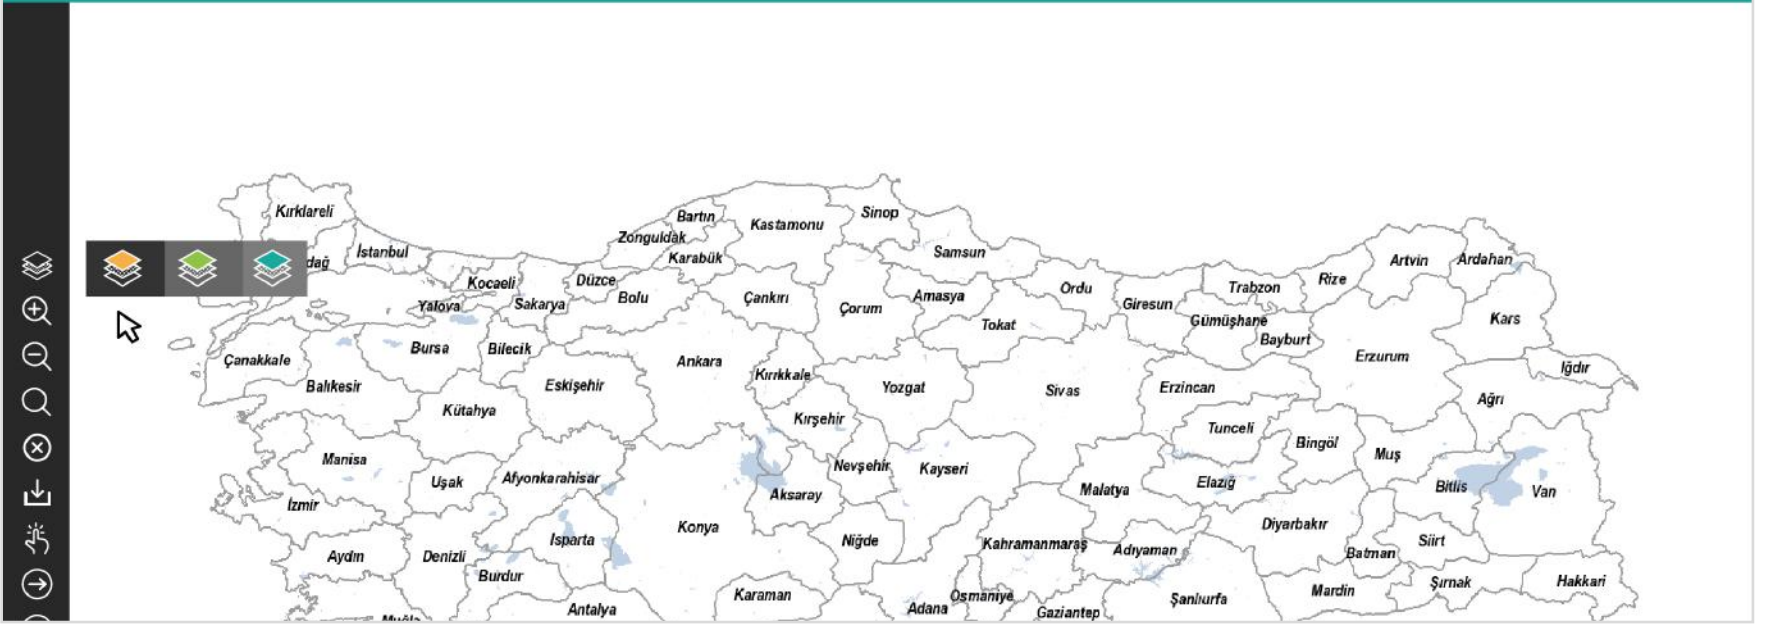 Kırklareli
dağ
İstanbul
Kocaeli
Yalova
Sakarya
Düzce
Bolu
Zonguldak
Bartın
Karabük
Kastamonu
Sinop
Samsun
Çankırı
Çorum
Amasya
Tokat
Ordu
Giresun
Trabzon
Gümüşhane
Bayburt
Rize
Artvin
Ardahan
Kars
Iğdır
Çanakkale
Balıkesir
Bursa
Bilecik
Eskişehir
Kütahya
Ankara
Kırıkkale
Kırşehir
Yozgat
Sivas
Erzincan
Erzurum
Ağrı
Tunceli
Bingöl
Muş
Manisa
İzmir
Uşak
Afyonkarahisar
Konya
Aksaray
Nevşehir
Kayseri
Malatya
Elazığ
Bitlis
Van
Diyarbakır
Aydın
Denizli
Isparta
Burdur
Niğde
Kahramanmaraş
Adıyaman
Batman
Siirt
Muğla
Antalya
Karaman
Adana
Osmaniye
Gaziantep
Şanlıurfa
Mardin
Şırnak
Hakkari